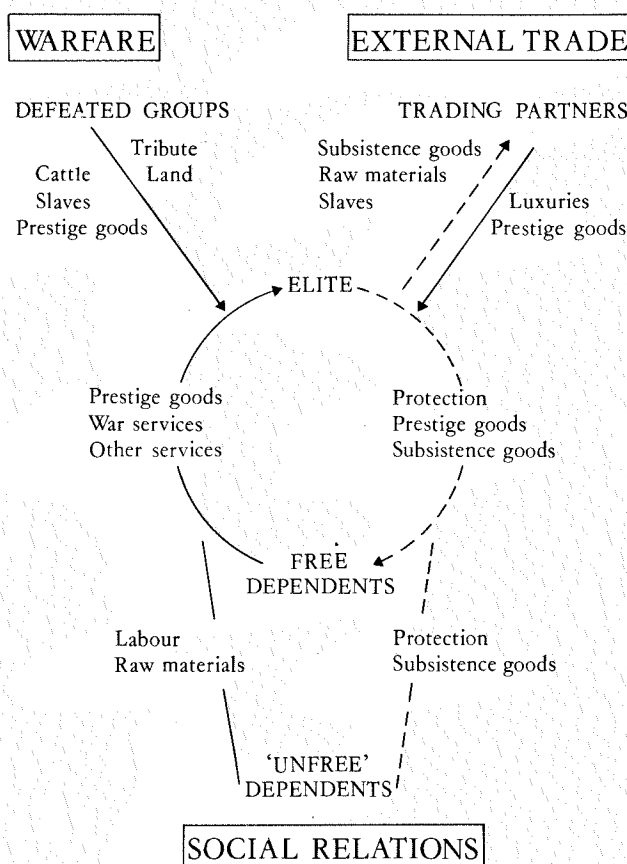 WARFARE
EXTERNAL TRADE
DEFEATED GROUPS
TRADING PARTNERS
Tribute
Land
Cattle
Slaves
Prestige goods
Subsistence goods
Raw materials
Slaves
Luxuries
Prestige goods
ELITE
Prestige goods
War services
Other services
Protection
Prestige goods
Subsistence goods
FREE
DEPENDENTS
Labour
Raw materials
Protection
Subsistence goods
'UNFREE'
DEPENDENTS
SOCIAL RELATIONS